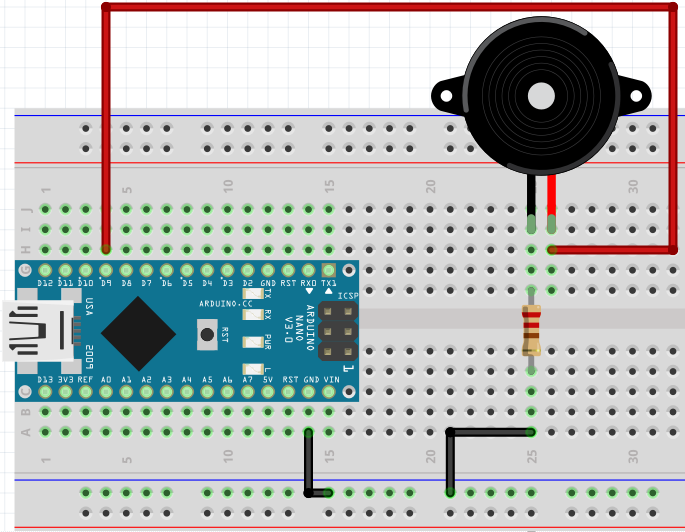 1 5 10 15 20 25 30
J
I
H
G
D12 D11 D10 D9 D8 D7 D6 D5 D4 D3 D2 GND RST RX0 TX1
USA
2009
ARDUINO.CC
RST
TX
RX
PWR
L
ARDUINO
NANO
V3.0
ICSP
1
D13 3V3 REF A0 A1 A2 A3 A4 A5 A6 A7 5V RST GND VIN
C
B
A
1 5 10 15 20 25 30